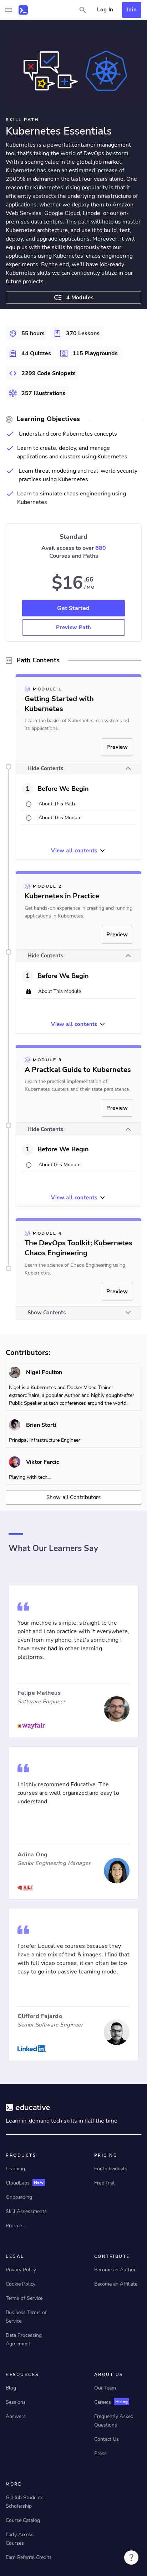 Log In
Join
SKILL PATH
Kubernetes Essentials
Kubernetes is a powerful container management tool that's taking the world of DevOps by storm. With a soaring value in the global job market, Kubernetes has seen an estimated increase of 2000% in demand over the last four years alone. One reason for Kubernetes' rising popularity is that it efficiently streamlines the deployment of distributed applications, whether we deploy them to Amazon Web Services, Google Cloud, Linode, or our on-premises data centers. This path will help us master Kubernetes architecture. We'll use it to build, test, deploy, and upgrade applications. Moreover, it will equip us with the skills to rigorously test our applications using Kubernetes's unique chaos engineering capability. By the end, we'll have job-ready Kubernetes skills we can confidently utilize in our future projects.
4 Modules
55 hours
370 Lessons
44 Quizzes
115 Playgrounds
2299 Code Snippets
257 Illustrations
Learning Objectives
Understand core Kubernetes concepts
Learn to create, deploy, and manage applications and clusters using Kubernetes
Learn threat modeling and real-world security practices using Kubernetes
Learn to simulate chaos engineering using Kubernetes
Standard
Avail access to over 680
Courses and Paths
$16.66
/ MO
Get Started
Preview Path
Path Contents
MODULE 1
Getting Started with Kubernetes
Learn the basics of Kubernetes' ecosystem and its applications.
Preview
Hide Contents
1 Before We Begin
About This Path
About This Module
View all contents
MODULE 2
Kubernetes in Practice
Get hands-on experience in creating and running applications in Kubernetes.
Preview
Hide Contents
1 Before We Begin
About This Module
View all contents
MODULE 3
A Practical Guide to Kubernetes
Learn the practical implementation of Kubernetes clusters and their state persistence.
Preview
Hide Contents
1 Before We Begin
About this Module
View all contents
MODULE 4
The DevOps Toolkit: Kubernetes Chaos Engineering
Learn the science of Chaos Engineering using Kubernetes.
Preview
Show Contents
Contributors:
Nigel Poulton
Nigel is a Kubernetes and Docker Video Trainer extraordinaire, a popular Author and highly sought-after Public Speaker at tech conferences around the world.
Brian Storti
Principal Infrastructure Engineer
Viktor Farcic
Playing with tech...
Show all Contributors
What Our Learners Say
Your method is simple, straight to the point and I can practice with it everywhere, even from my phone, that's something I never had on other learning platforms.
Felipe Matheus
Software Engineer
wayfair
I highly recommend Educative. The courses are well organized and easy to understand.
Adina Ong
Senior Engineering Manager
I prefer Educative courses because they have a nice mix of text & images. I find that with full video courses, it can often be too easy to go into passive learning mode.
Clifford Fajardo
Senior Software Engineer
LinkedIn
educative
Learn in-demand tech skills in half the time
PRODUCTS
Learning
CloudLabs New
Onboarding
Skill Assessments
Projects
PRICING
For Individuals
Free Trial
LEGAL
Privacy Policy
Cookie Policy
Terms of Service
Business Terms of Service
Data Processing Agreement
CONTRIBUTE
Become an Author
Become an Affiliate
RESOURCES
Blog
Sessions
Answers
ABOUT US
Our Team
Careers Hiring
Frequently Asked Questions
Contact Us
Press
MORE
GitHub Students Scholarship
Course Catalog
Early Access Courses
Earn Referral Credits
?